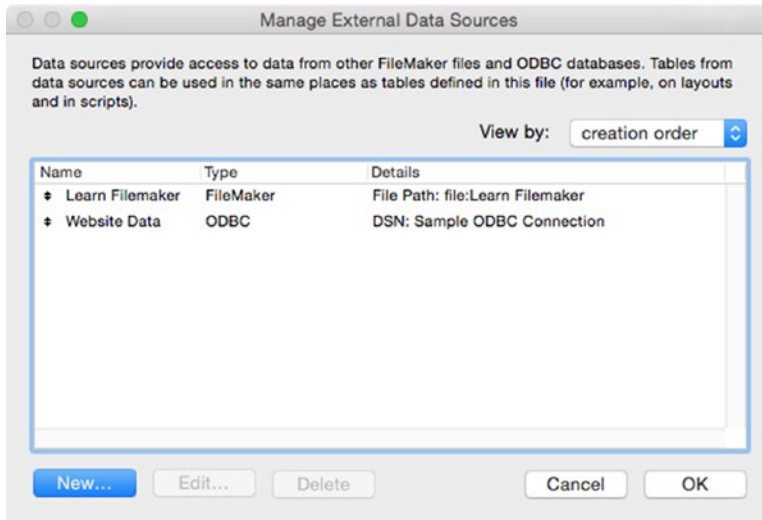 Manage External Data Sources
Data sources provide access to data from other FileMaker files and ODBC databases. Tables from
data sources can be used in the same places as tables defined in this file (for example, on layouts
and in scripts).
View by: creation order
Name Type Details
Learn Filemaker FileMaker File Path: file:Learn Filemaker
Website Data ODBC DSN: Sample ODBC Connection
New... Edit... Delete Cancel OK